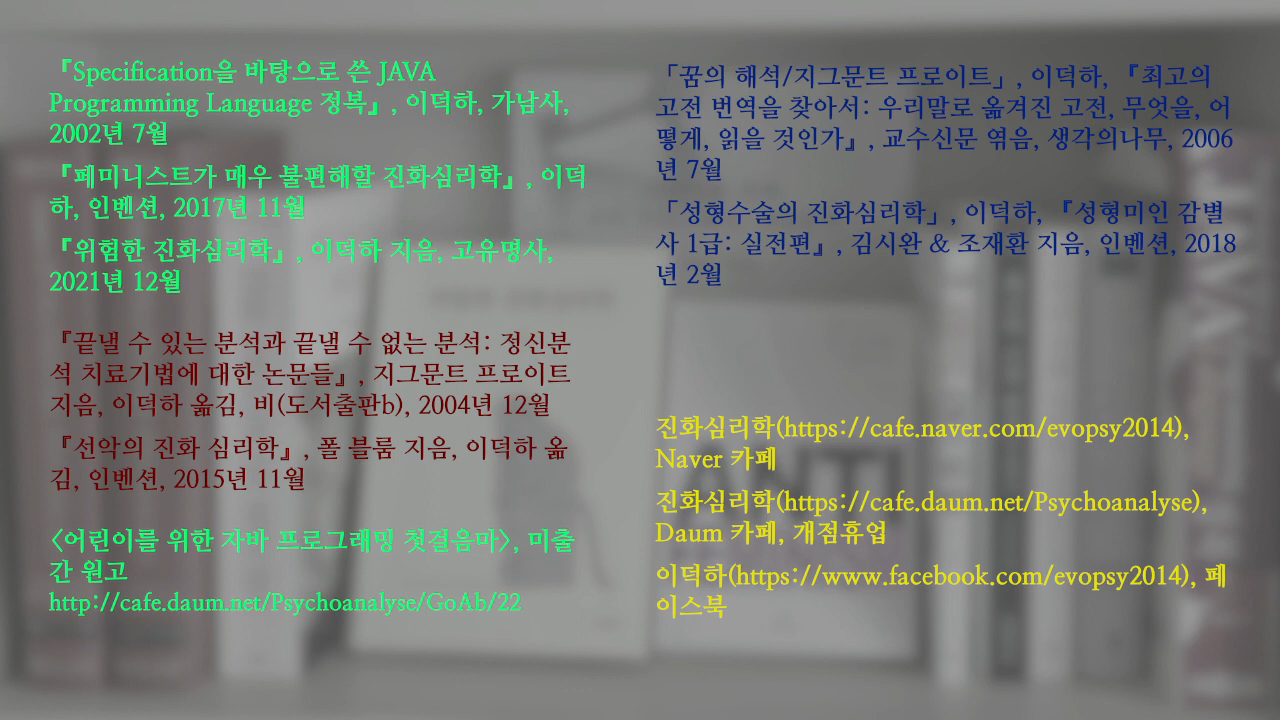 『Specification을 바탕으로 쓴 JAVA
Programming Language 정복』, 이덕하, 가남사,
2002년 7월
『페미니스트가 매우 불편해할 진화심리학』, 이덕
하, 인벤션, 2017년 11월
『위험한 진화심리학』, 이덕하 지음, 고유명사,
2021년 12월
『끝낼 수 있는 분석과 끝낼 수 없는 분석: 정신분
석 치료기법에 대한 논문들』, 지그문트 프로이트
지음, 이덕하 옮김, 비(도서출판b), 2004년 12월
『선악의 진화 심리학』, 폴 블룸 지음, 이덕하 옮
김, 인벤션, 2015년 11월
<어린이를 위한 자바 프로그래밍 첫걸음마>, 미출
간 원고
http://cafe.daum.net/Psychoanalyse/GoAb/22
「꿈의 해석/지그문트 프로이트」, 이덕하, 『최고의
고전 번역을 찾아서: 우리말로 옮겨진 고전, 무엇을, 어
떻게, 읽을 것인가』, 교수신문 엮음, 생각의나무, 2006
년 7월
「성형수술의 진화심리학」, 이덕하, 『성형미인 감별
사 1급: 실전편』, 김시완 & 조재환 지음, 인벤션, 2018
년 2월
진화심리학(https://cafe.naver.com/evopsy2014),
Naver 카페
진화심리학(https://cafe.daum.net/Psychoanalyse),
Daum 카페, 개점휴업
이덕하(https://www.facebook.com/evopsy2014), 페
이스북